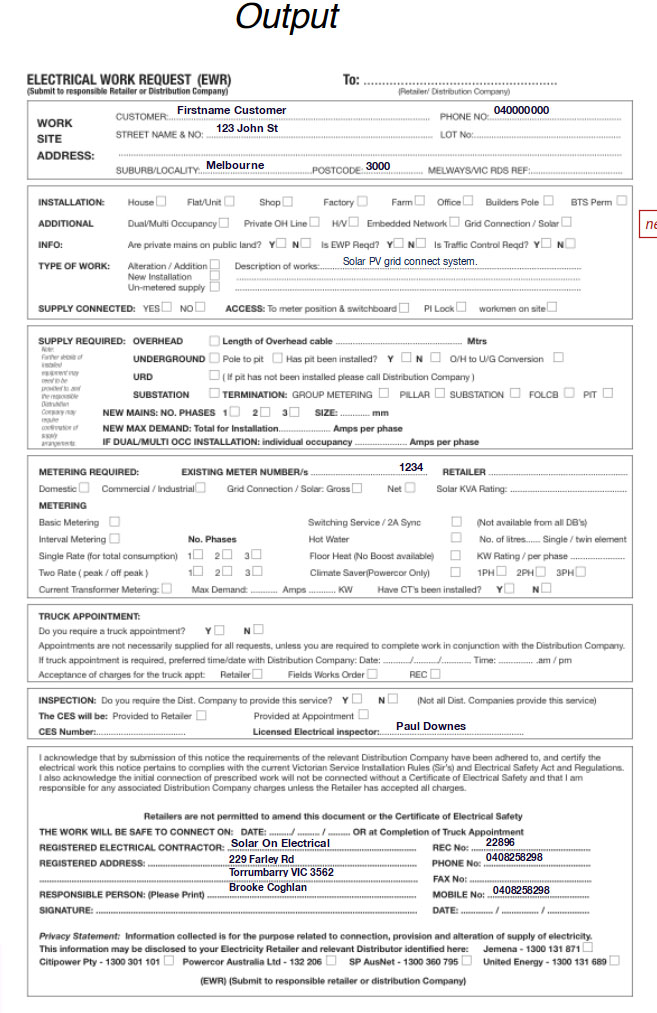 Output
ELECTRICAL WORK REQUEST (EWR) To: ......................................................
(Submit to responsible Retailer or Distribution Company) (Retailer/ Distribution Company)
WORK SITE ADDRESS:
CUSTOMER: Firstname Customer PHONE NO: 040000000
STREET NAME & NO: 123 John St LOT No:
SUBURB/LOCALITY: Melbourne POSTCODE: 3000 MELWAYS/VIC RDS REF:
INSTALLATION: House Flat/Unit Shop Factory Farm Office Builders Pole BTS Perm
ne
ADDITIONAL Dual/Multi Occupancy Private OH Line H/V Embedded Network Grid Connection / Solar
INFO: Are private mains on public land? Y N Is EWP Reqd? Y N Is Traffic Control Reqd? Y N
TYPE OF WORK: Alteration / Addition Description of works: Solar PV grid connect system.
New Installation
Un-metered supply
SUPPLY CONNECTED: YES NO ACCESS: To meter position & switchboard PI Lock workmen on site
SUPPLY REQUIRED: OVERHEAD Length of Overhead cable ........ Mtrs
Note:
Further details of
installed
equipment may
need to be
provided to, and
the responsible
Distribution
Company may
require
confirmation of
supply
arrangements.
UNDERGROUND Pole to pit Has pit been installed? Y N O/H to U/G Conversion
URD ( If pit has not been installed please call Distribution Company )
SUBSTATION TERMINATION: GROUP METERING PILLAR SUBSTATION FOLCB PIT
NEW MAINS: NO. PHASES 1 2 3 SIZE: ............ mm
NEW MAX DEMAND: Total for Installation.................. Amps per phase
IF DUAL/MULTI OCC INSTALLATION: individual occupancy .................... Amps per phase
METERING REQUIRED: EXISTING METER NUMBER/s 1234 RETAILER
Domestic Commercial / Industrial Grid Connection / Solar: Gross Net Solar KVA Rating:
METERING
Basic Metering Switching Service / 2A Sync (Not available from all DB's)
Interval Metering No. Phases Hot Water No. of litres...... Single / twin element
Single Rate (for total consumption) 1 2 3 Floor Heat (No Boost available) KW Rating / per phase
Two Rate ( peak / off peak ) 1 2 3 Climate Saver(Powercor Only) 1PH 2PH 3PH
Current Transformer Metering: Max Demand: .......... Amps .......... KW Have CT's been installed? Y N
TRUCK APPOINTMENT:
Do you require a truck appointment? Y N
Appointments are not necessarily supplied for all requests, unless you are required to complete work in conjunction with the Distribution Company.
If truck appointment is required, preferred time/date with Distribution Company: Date: ........../........./........... Time: ............. .am / pm
Acceptance of charges for the truck appt: Retailer Fields Works Order REC
INSPECTION: Do you require the Dist. Company to provide this service? Y N (Not all Dist. Companies provide this service)
The CES will be: Provided to Retailer Provided at Appointment
CES Number:.............................. Licensed Electrical inspector: Paul Downes
I acknowledge that by submission of this notice the requirements of the relevant Distribution Company have been adhered to, and certify the
electrical work this notice pertains to complies with the current Victorian Service Installation Rules (Sir's) and Electrical Safety Act and Regulations.
I also acknowledge the initial connection of prescribed work will not be connected without a Certificate of Electrical Safety and that I am
responsible for any associated Distribution Company charges unless the Retailer has accepted all charges.
Retailers are not permitted to amend this document or the Certificate of Electrical Safety
THE WORK WILL BE SAFE TO CONNECT ON: DATE: ......../ ........ / ........ OR at Completion of Truck Appointment
REGISTERED ELECTRICAL CONTRACTOR: Solar On Electrical REC No: 22896
REGISTERED ADDRESS: 229 Farley Rd PHONE No: 0408258298
Torrumbarry VIC 3562 FAX No:
RESPONSIBLE PERSON: (Please Print) Brooke Coghlan MOBILE No: 0408258298
SIGNATURE: DATE: ............ / ............ / ............
Privacy Statement: Information collected is for the purpose related to connection, provision and alteration of supply of electricity.
This information may be disclosed to your Electricity Retailer and relevant Distributor identified here: Jemena - 1300 131 871
Citipower Pty - 1300 301 101 Powercor Australia Ltd - 132 206 SP AusNet - 1300 360 795 United Energy - 1300 131 689
(EWR) (Submit to responsible retailer or distribution Company)